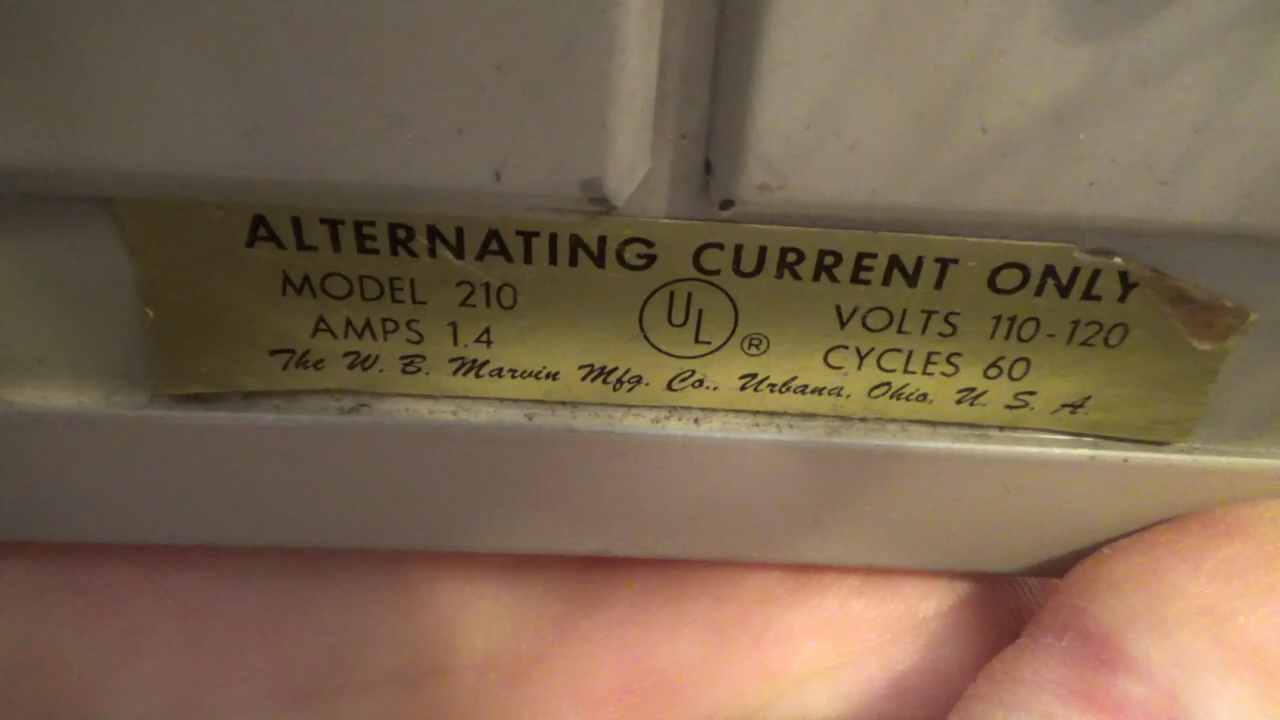 ALTERNATING CURRENT ONLY
MODEL 210
AMPS 1.4
UL ®
VOLTS 110-120
CYCLES 60
The W. B. Marvin Mfg. Co., Urbana, Ohio, U. S. A.